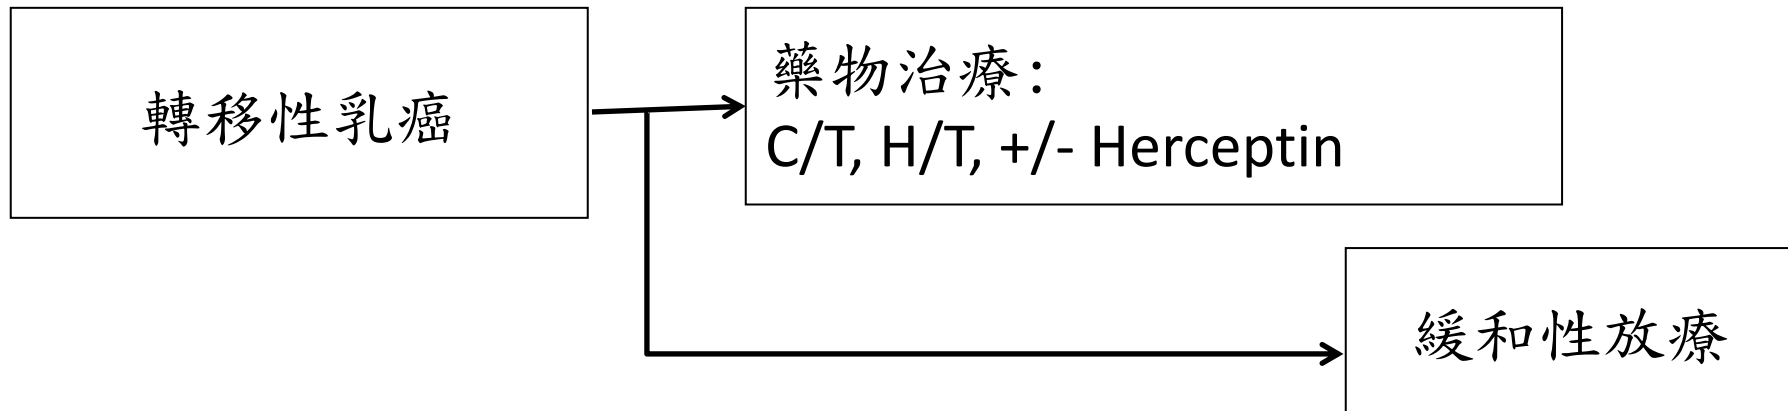 轉移性乳癌
藥物治療:
C/T, H/T, +/- Herceptin
緩和性放療